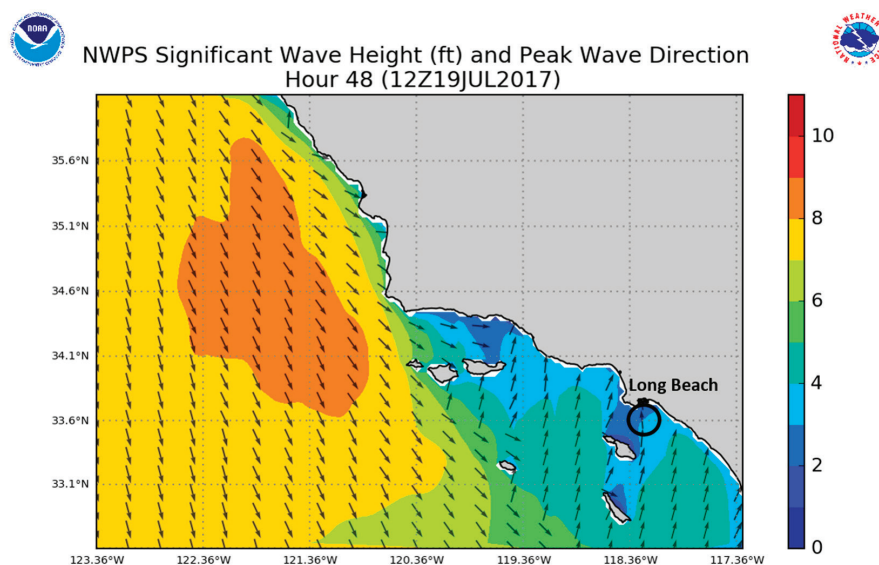 NOAA
NWPS Significant Wave Height (ft) and Peak Wave Direction
Hour 48 (12Z19JUL2017)
NATIONAL WEATHER
35.6°N
35.1°N
34.6°N
34.1°N
33.6°N
33.1°N
Long Beach
123.36°W
122.36°W
121.36°W
120.36°W
119.36°W
118.36°W
117.36°W
10
8
6
4
2
0